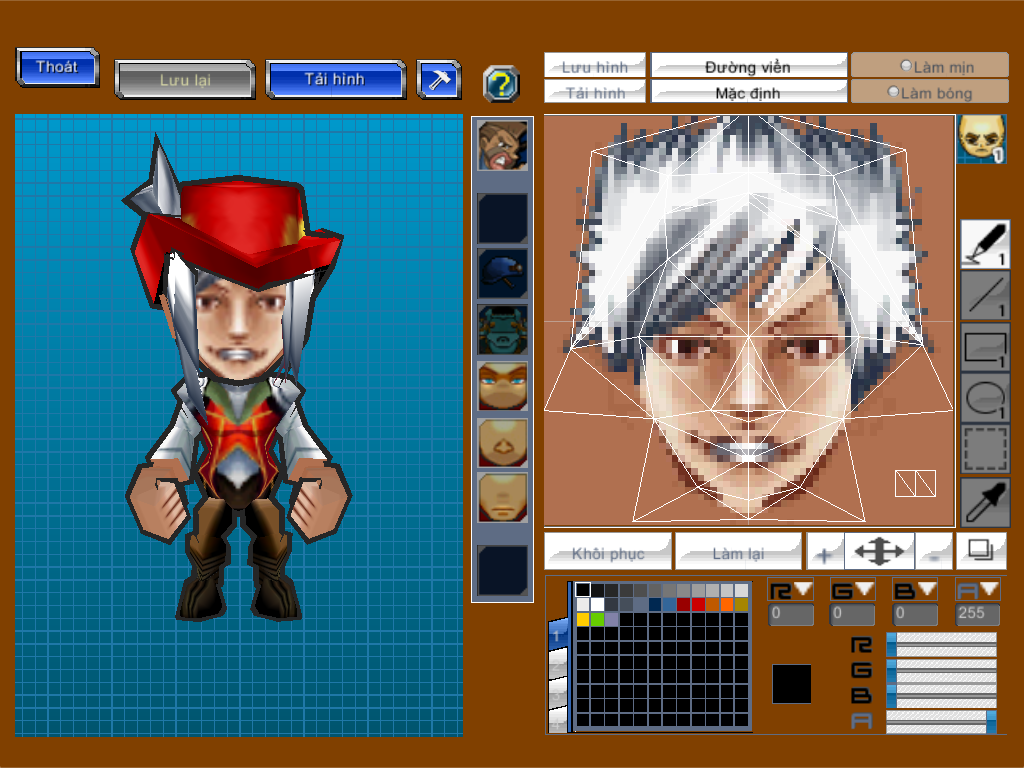 Thoát
Lưu lại
Tải hình
?
Lưu hình
Đường viền
Làm mịn
Tải hình
Mặc định
Làm bóng
1
1
1
1
1
Khôi phục
Làm lại
+
-
R
G
B
A
0
0
0
255
1
R
G
B
A